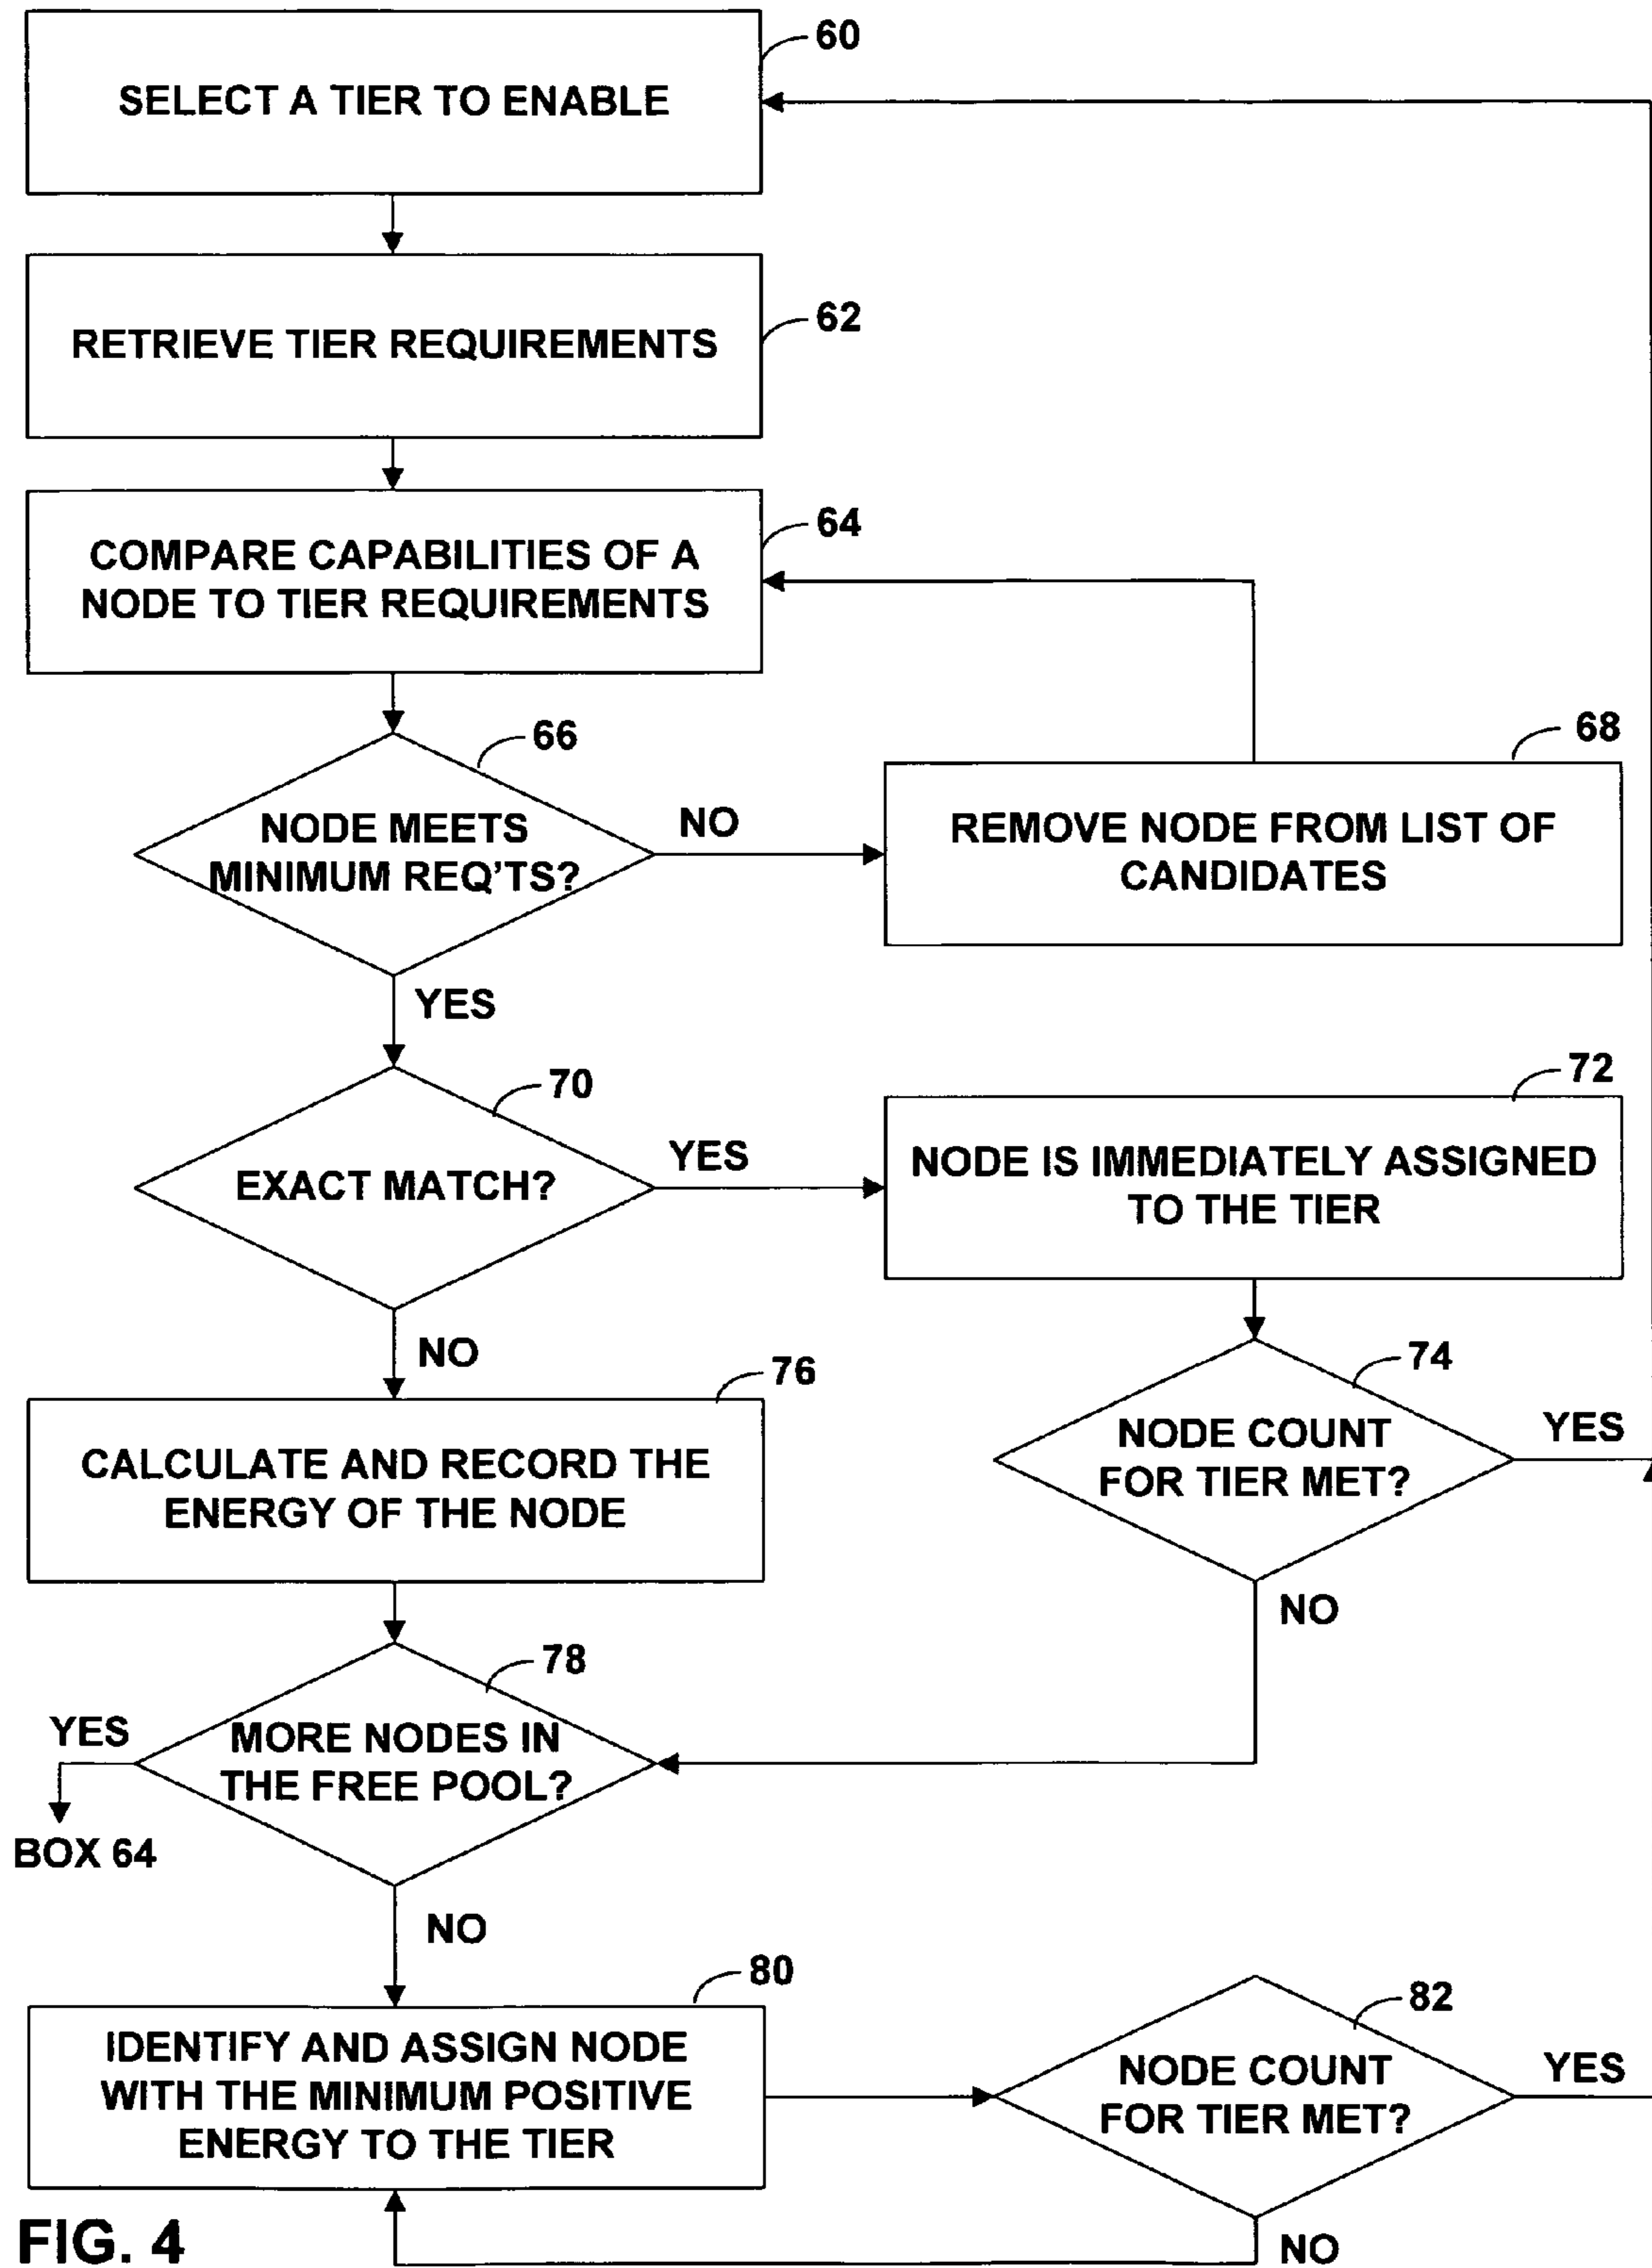 60
SELECT A TIER TO ENABLE
62
RETRIEVE TIER REQUIREMENTS
64
COMPARE CAPABILITIES OF A
NODE TO TIER REQUIREMENTS
66
NODE MEETS
MINIMUM REQ'TS?
NO
68
REMOVE NODE FROM LIST OF
CANDIDATES
YES
70
EXACT MATCH?
YES
72
NODE IS IMMEDIATELY ASSIGNED
TO THE TIER
NO
74
NODE COUNT
FOR TIER MET?
YES
NO
76
CALCULATE AND RECORD THE
ENERGY OF THE NODE
78
MORE NODES IN
THE FREE POOL?
YES
BOX 64
NO
80
IDENTIFY AND ASSIGN NODE
WITH THE MINIMUM POSITIVE
ENERGY TO THE TIER
82
NODE COUNT
FOR TIER MET?
YES
NO
FIG. 4